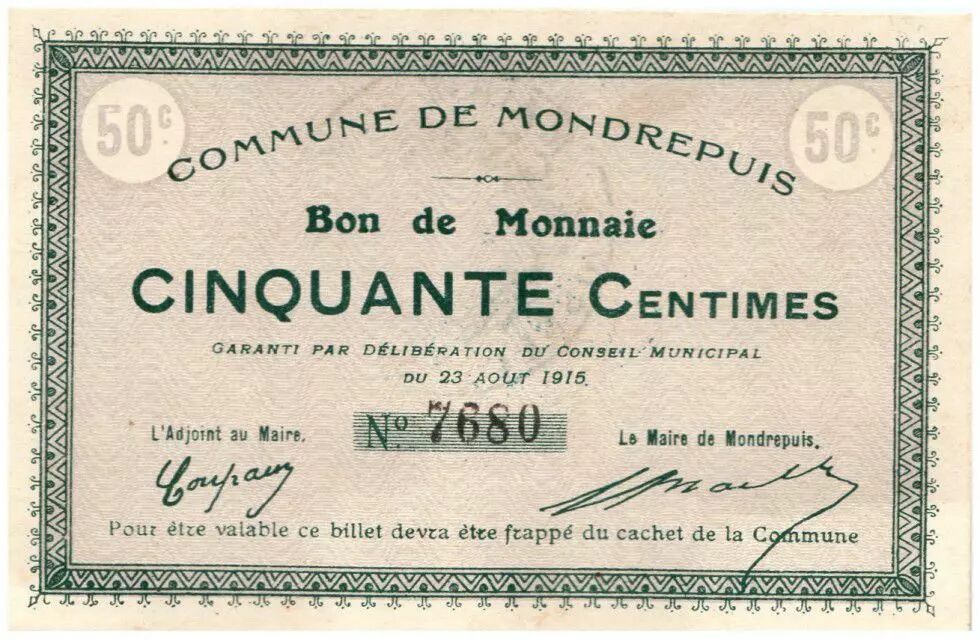 50c 50c
COMMUNE DE MONDREPUIS
Bon de Monnaie
CINQUANTE CENTIMES
GARANTI PAR DÉLIBÉRATION DU CONSEIL MUNICIPAL
DU 23 AOUT 1915
L'Adjoint au Maire. No. 7680 Le Maire de Mondrepuis.
Pour être valable ce billet devra être frappé du cachet de la Commune